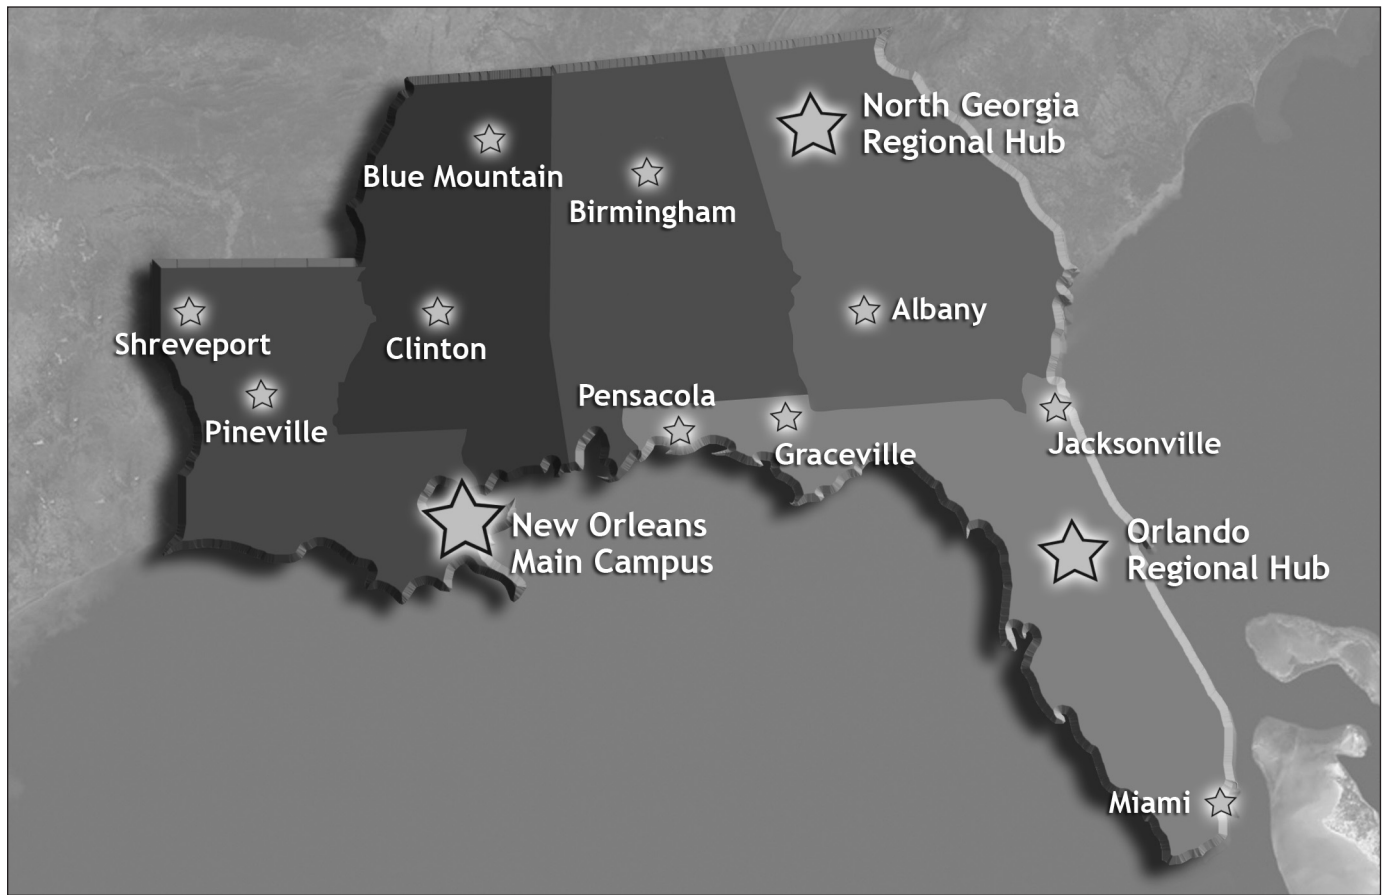 North Georgia
Regional Hub
Blue Mountain
Birmingham
Albany
Shreveport
Clinton
Pensacola
Pineville
Graceville
Jacksonville
New Orleans
Main Campus
Orlando
Regional Hub
Miami